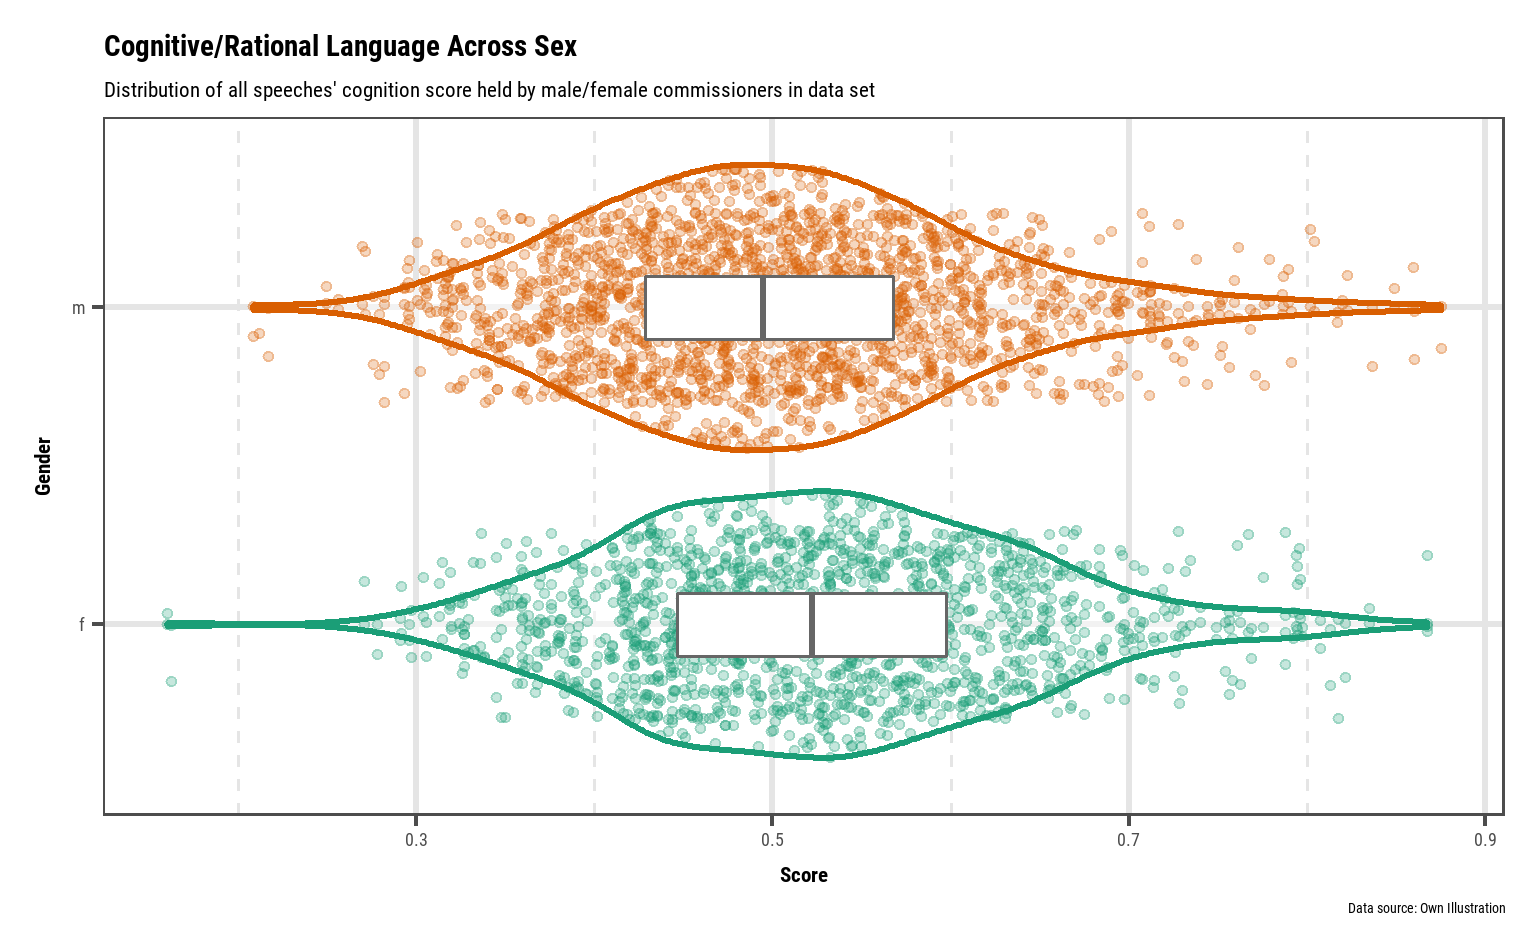 Cognitive/Rational Language Across Sex
Distribution of all speeches' cognition score held by male/female commissioners in data set
Gender
m
f
0.3
0.5
0.7
0.9
Score
Data source: Own Illustration